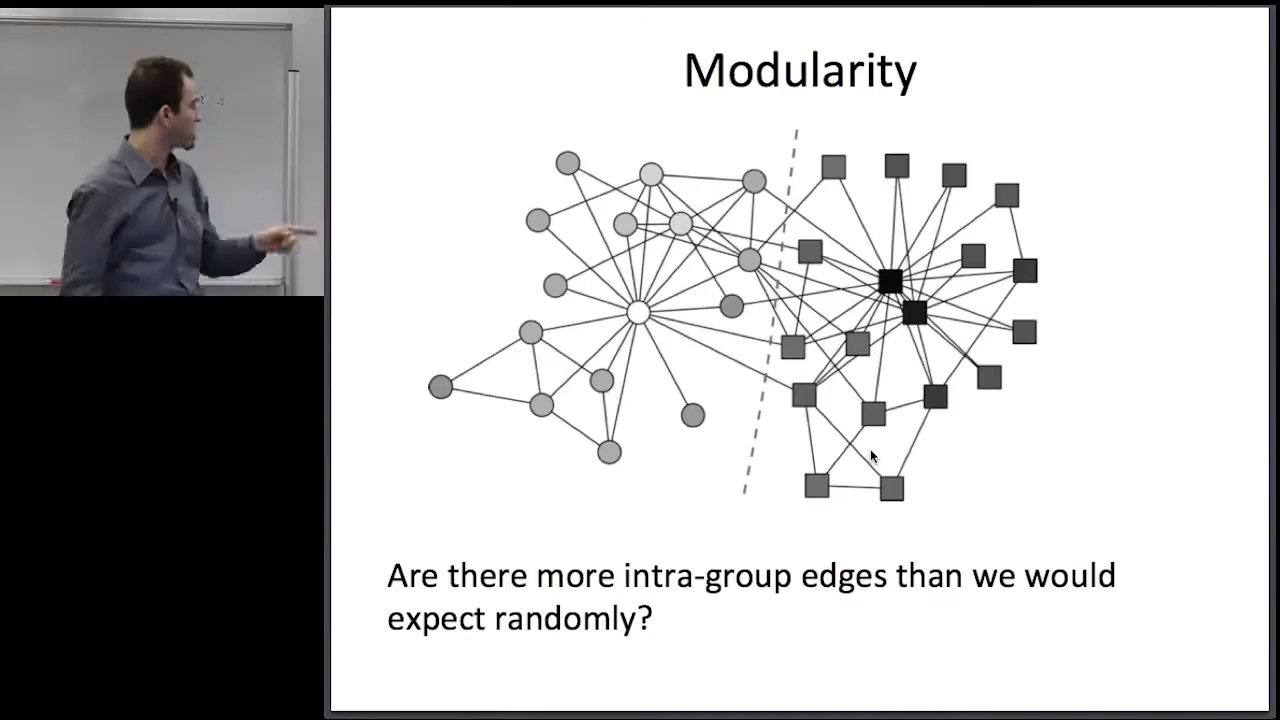 Modularity
Are there more intra-group edges than we would
expect randomly?